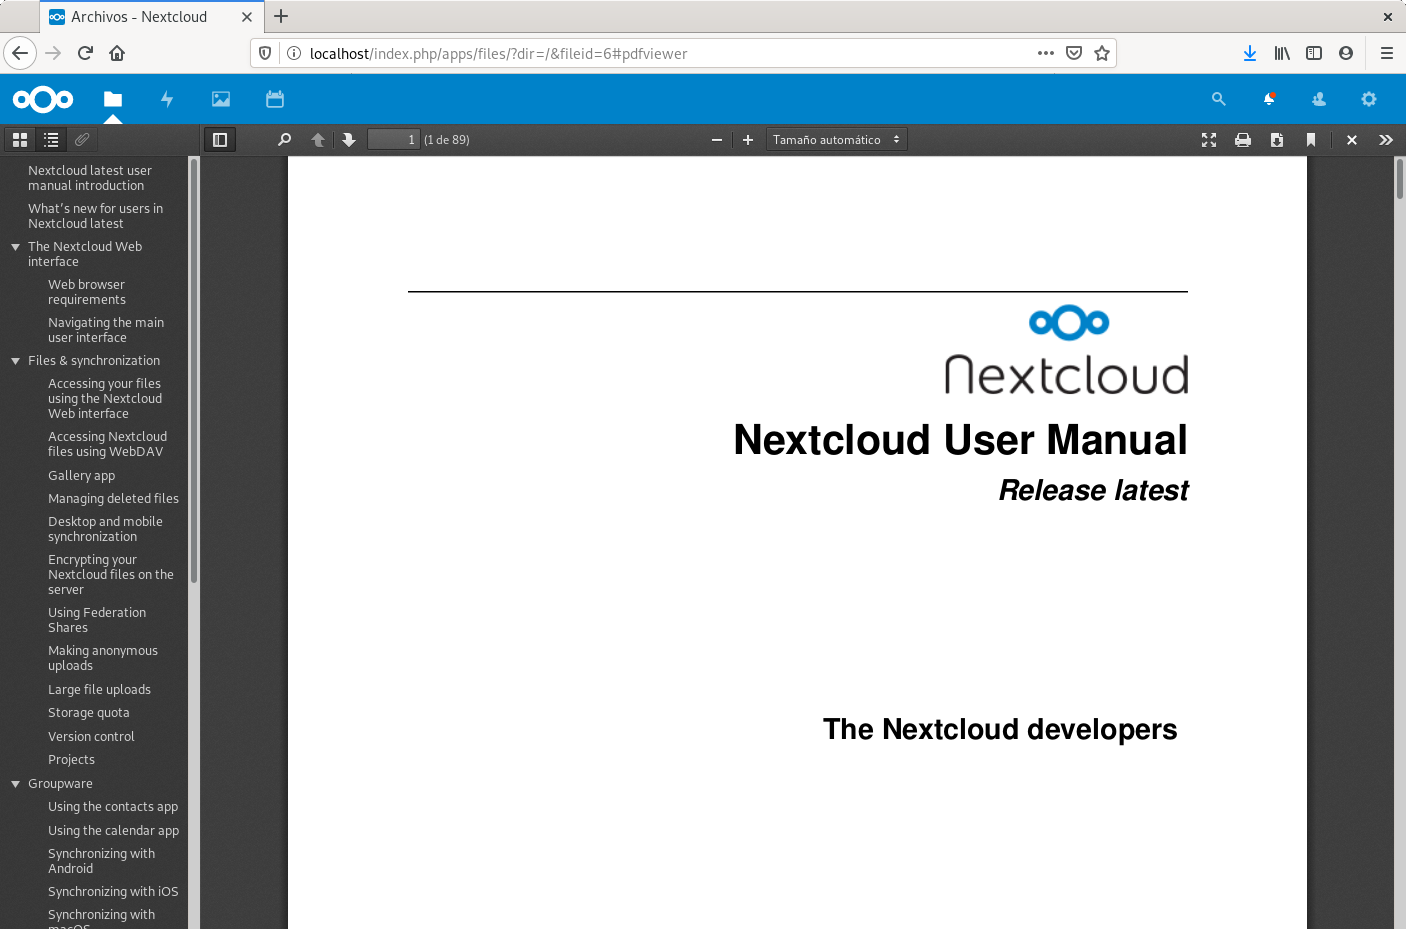 Archivos - Nextcloud
localhost/index.php/apps/files/?dir=/&fileid=6#pdfviewer
1 (1 de 89)
Tamaño automático
Nextcloud latest user
manual introduction
What's new for users in
Nextcloud latest
The Nextcloud Web
interface
Web browser
requirements
Navigating the main
user interface
Files & synchronization
Accessing your files
using the Nextcloud
Web interface
Accessing Nextcloud
files using WebDAV
Gallery app
Managing deleted files
Desktop and mobile
synchronization
Encrypting your
Nextcloud files on the
server
Using Federation
Shares
Making anonymous
uploads
Large file uploads
Storage quota
Version control
Projects
Groupware
Using the contacts app
Using the calendar app
Synchronizing with
Android
Synchronizing with iOS
Synchronizing with
macOS
Nextcloud
Nextcloud User Manual
Release latest
The Nextcloud developers